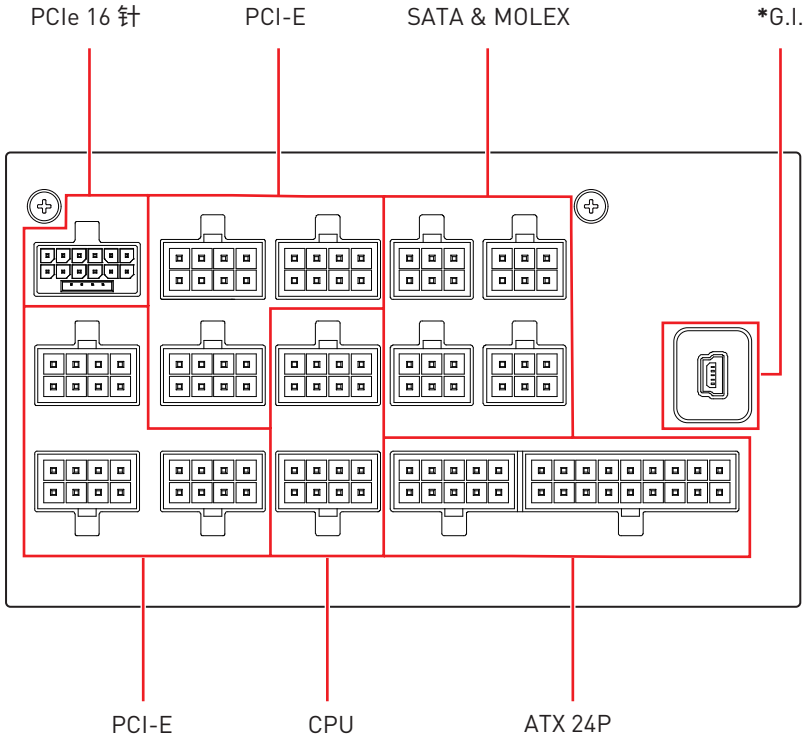 PCIe 16 针
PCI-E
SATA & MOLEX
*G.I.
PCI-E
CPU
ATX 24P